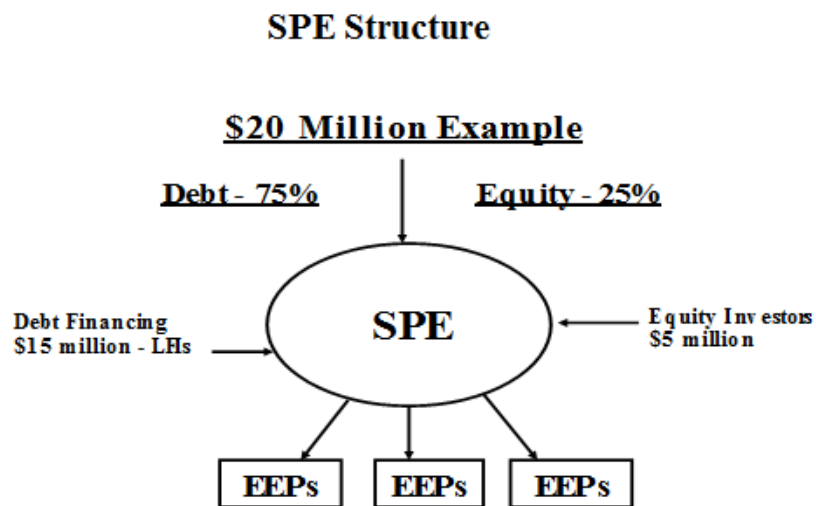 SPE Structure
$20 Million Example
Debt - 75%
Equity - 25%
Debt Financing
$15 million - LHs
SPE
Equity Investors
$5 million
EEPs
EEPs
EEPs